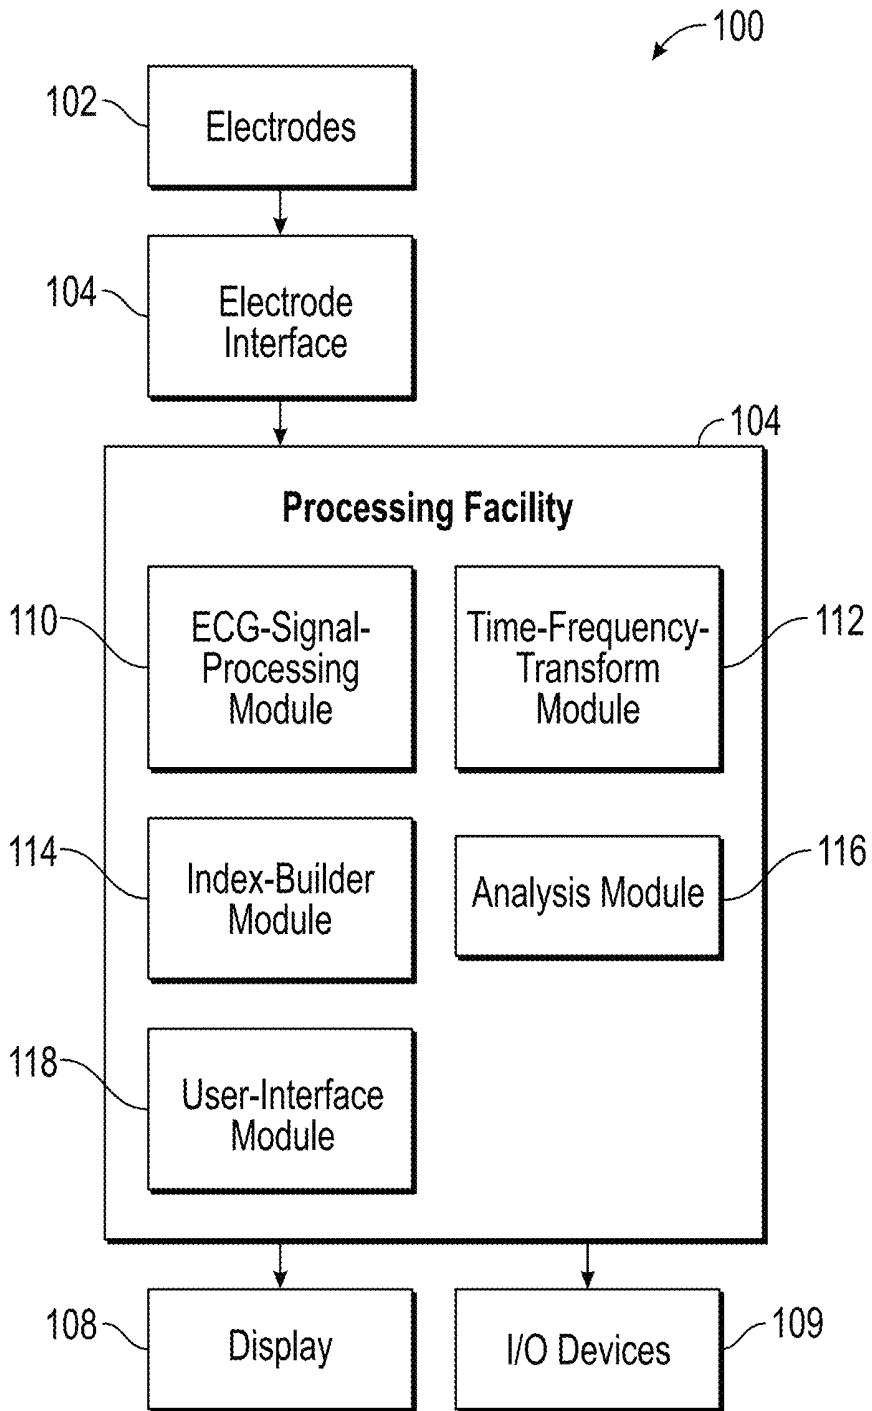 100
102
Electrodes
104
Electrode
Interface
104
Processing Facility
110
ECG-Signal-
Processing
Module
Time-Frequency-
Transform
Module
112
114
Index-Builder
Module
Analysis Module
116
118
User-Interface
Module
108
Display
I/O Devices
109